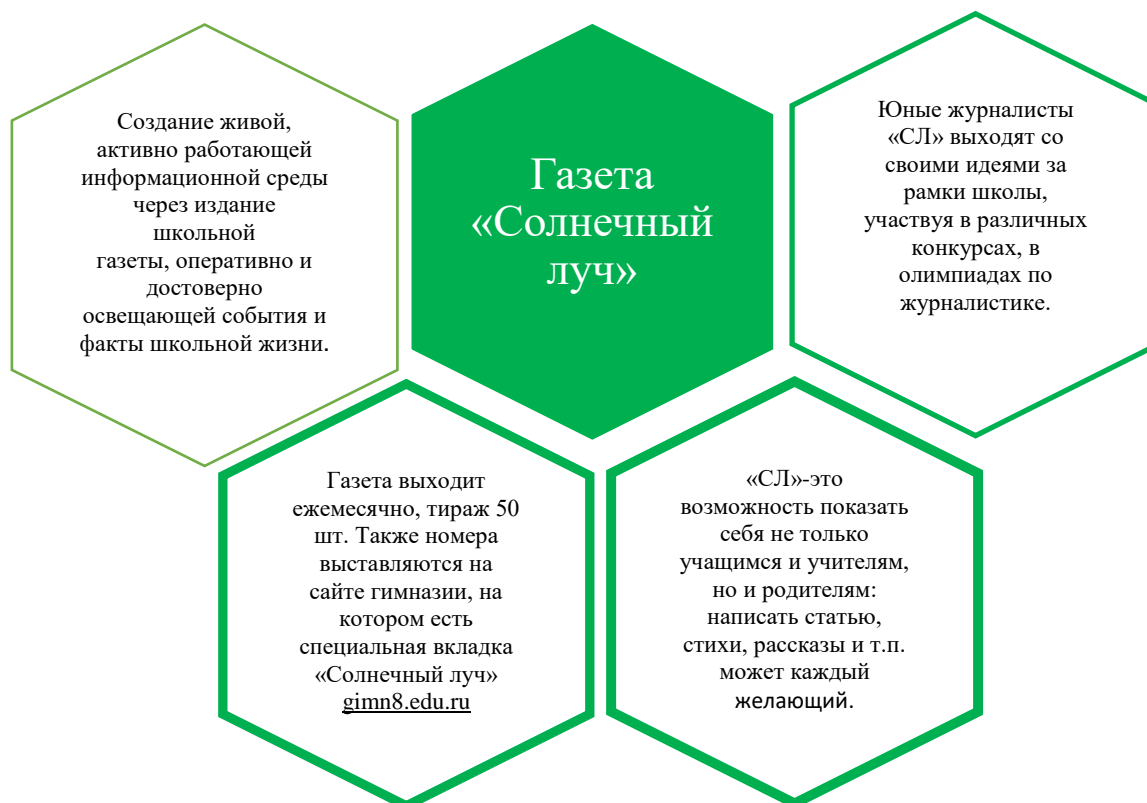 Создание живой,
активно работающей
информационной среды
через издание
школьной
газеты, оперативно и
достоверно
освещающей события и
факты школьной жизни.
Газета
«Солнечный
луч»
Юные журналисты
«СЛ» выходят со
своими идеями за
рамки школы,
участвуя в различных
конкурсах, в
олимпиадах по
журналистике.
Газета выходит
ежемесячно, тираж 50
шт. Также номера
выставляются на
сайте гимназии, на
котором есть
специальная вкладка
«Солнечный луч»
gimn8.edu.ru
«СЛ»-это
возможность показать
себя не только
учащимся и учителям,
но и родителям:
написать статью,
стихи, рассказы и т.п.
может каждый
желающий.